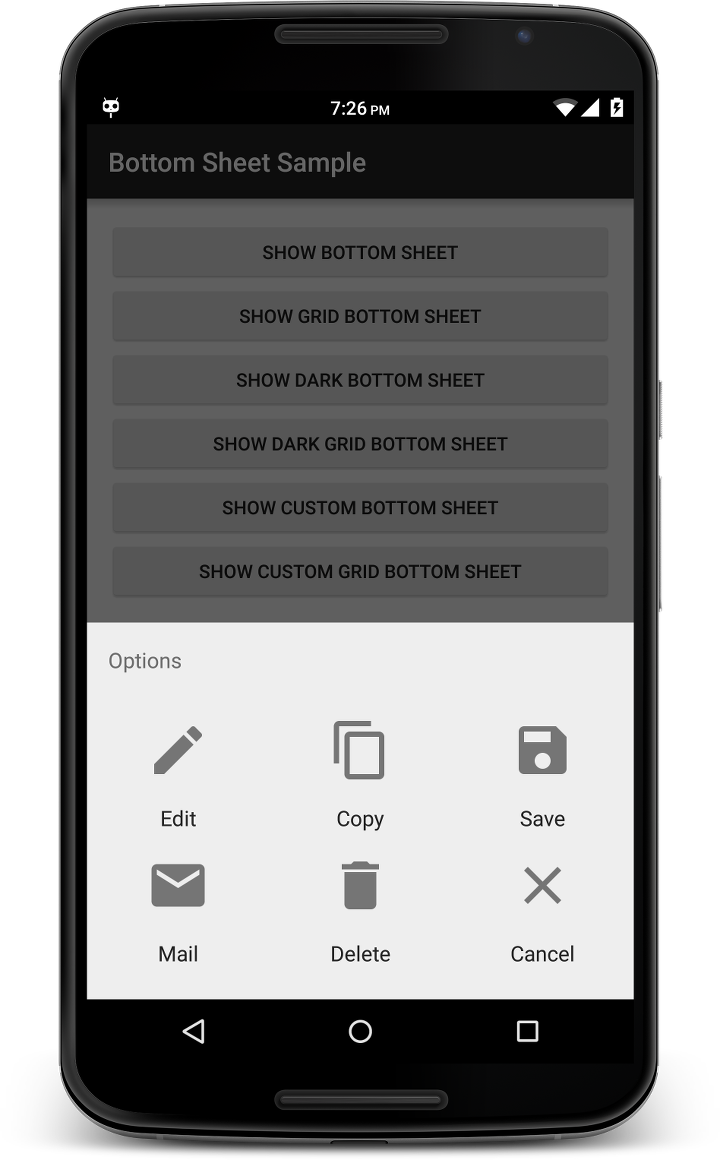 7:26 PM
Bottom Sheet Sample
SHOW BOTTOM SHEET
SHOW GRID BOTTOM SHEET
SHOW DARK BOTTOM SHEET
SHOW DARK GRID BOTTOM SHEET
SHOW CUSTOM BOTTOM SHEET
SHOW CUSTOM GRID BOTTOM SHEET
Options
Edit Copy Save
Mail Delete Cancel